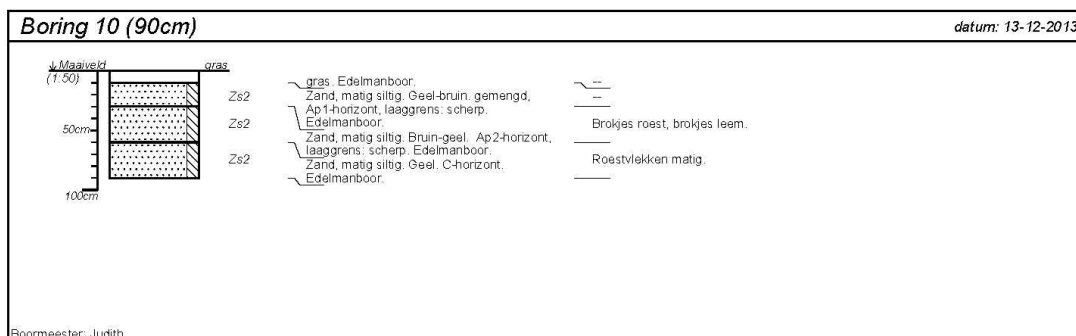 Boring 10 (90cm)
datum: 13-12-2013
Maaiveld
gras
(1:50)
gras. Edelmanboor.
--
Zs2
Zand, matig siltig. Geel-bruin. gemengd,
--
Ap1-horizont, laaggrens: scherp.
50cm
Zs2
Edelmanboor.
Brokjes roest, brokjes leem.
Zand, matig siltig. Bruin-geel. Ap2-horizont,
laaggrens: scherp. Edelmanboor.
Zs2
Zand, matig siltig. Geel. C-horizont.
Roestvlekken matig.
Edelmanboor.
100cm
Boormeester: Judith